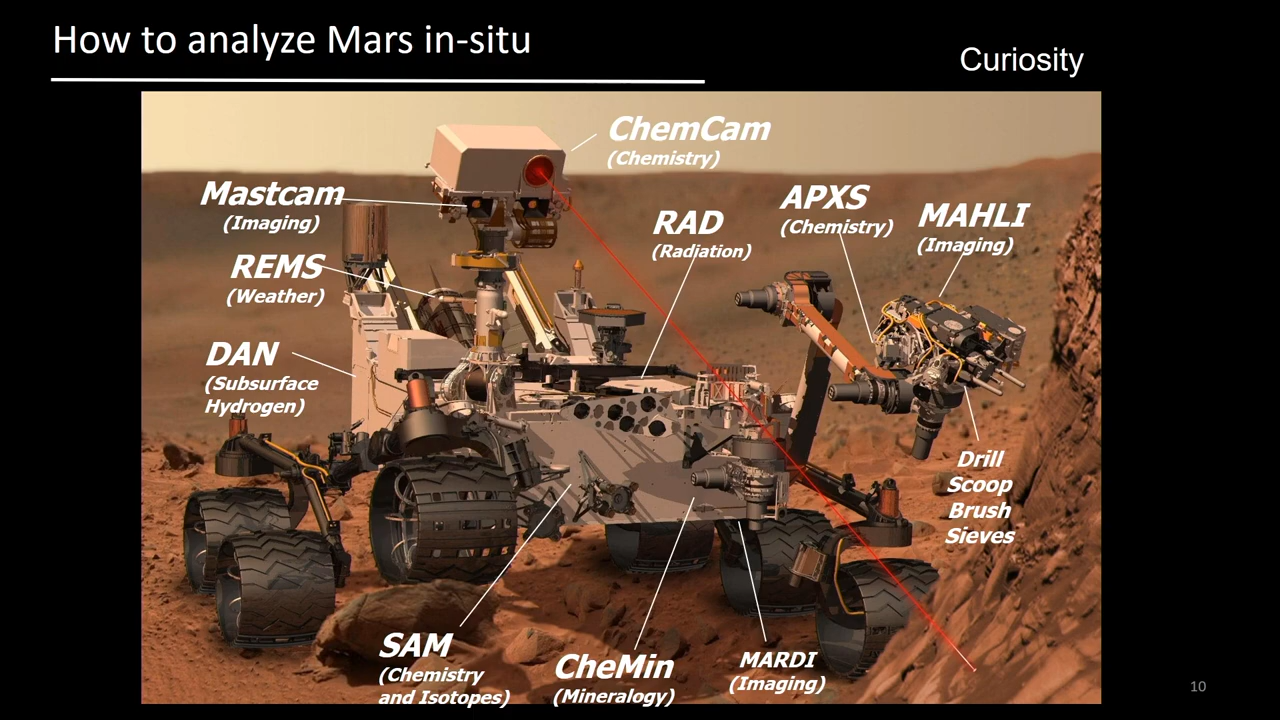 How to analyze Mars in-situ
Curiosity
ChemCam
(Chemistry)
Mastcam
(Imaging)
APXS
(Chemistry)
MAHLI
(Imaging)
RAD
(Radiation)
REMS
(Weather)
DAN
(Subsurface
Hydrogen)
Drill
Scoop
Brush
Sieves
SAM
(Chemistry
and Isotopes)
CheMin
(Mineralogy)
MARDI
(Imaging)
10